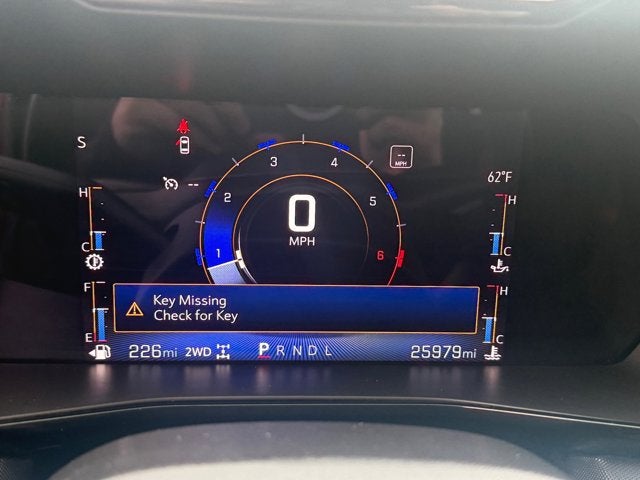 S
--
MPH
62°F
1 2 3 4 5 6
0
MPH
H
C
H
C
Key Missing
Check for Key
F
E
H
C
226mi 2WD P R N D L 25979mi
--